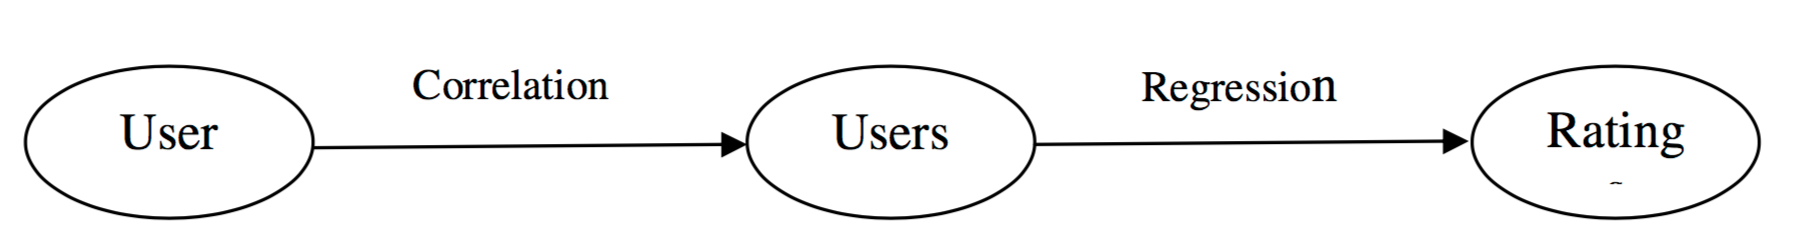 Correlation
Regression
User
Users
Rating